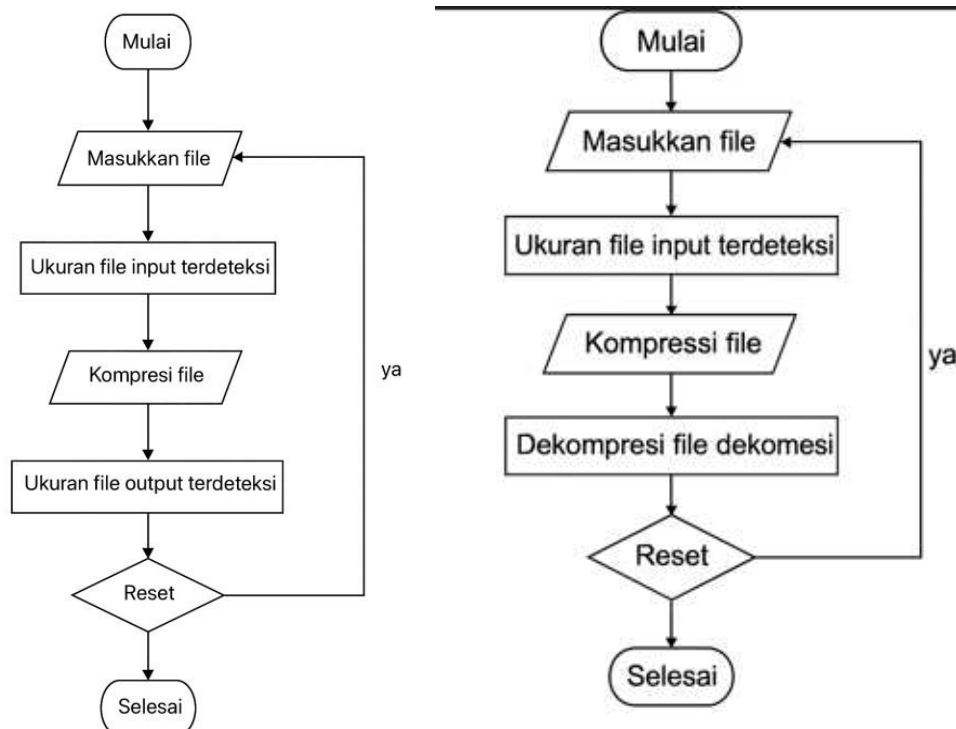 Mulai
Masukkan file
Ukuran file input terdeteksi
Kompresi file
ya
Ukuran file output terdeteksi
Reset
Selesai
Mulai
Masukkan file
Ukuran file input terdeteksi
Kompressi file
ya
Dekompresi file dekomesi
Reset
Selesai